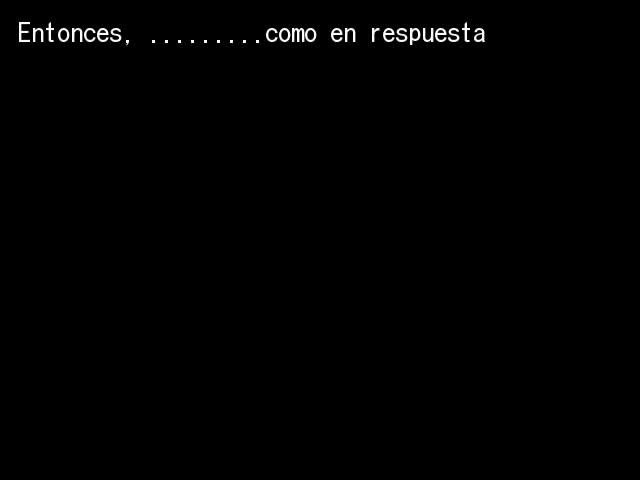 Entonces, .........como en respuesta